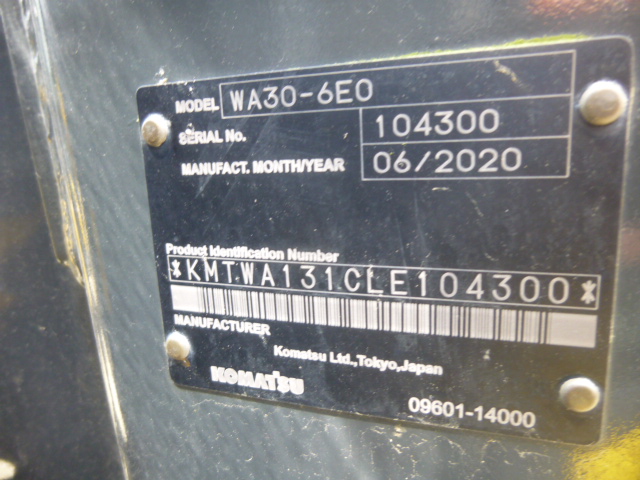 MODEL WA30-6E0
SERIAL No. 104300
MANUFACT. MONTH/YEAR 06/2020
Product Identification Number
*KMTWA131CLE104300*
MANUFACTURER
Komatsu Ltd.,Tokyo,Japan
KOMATSU
09601-14000